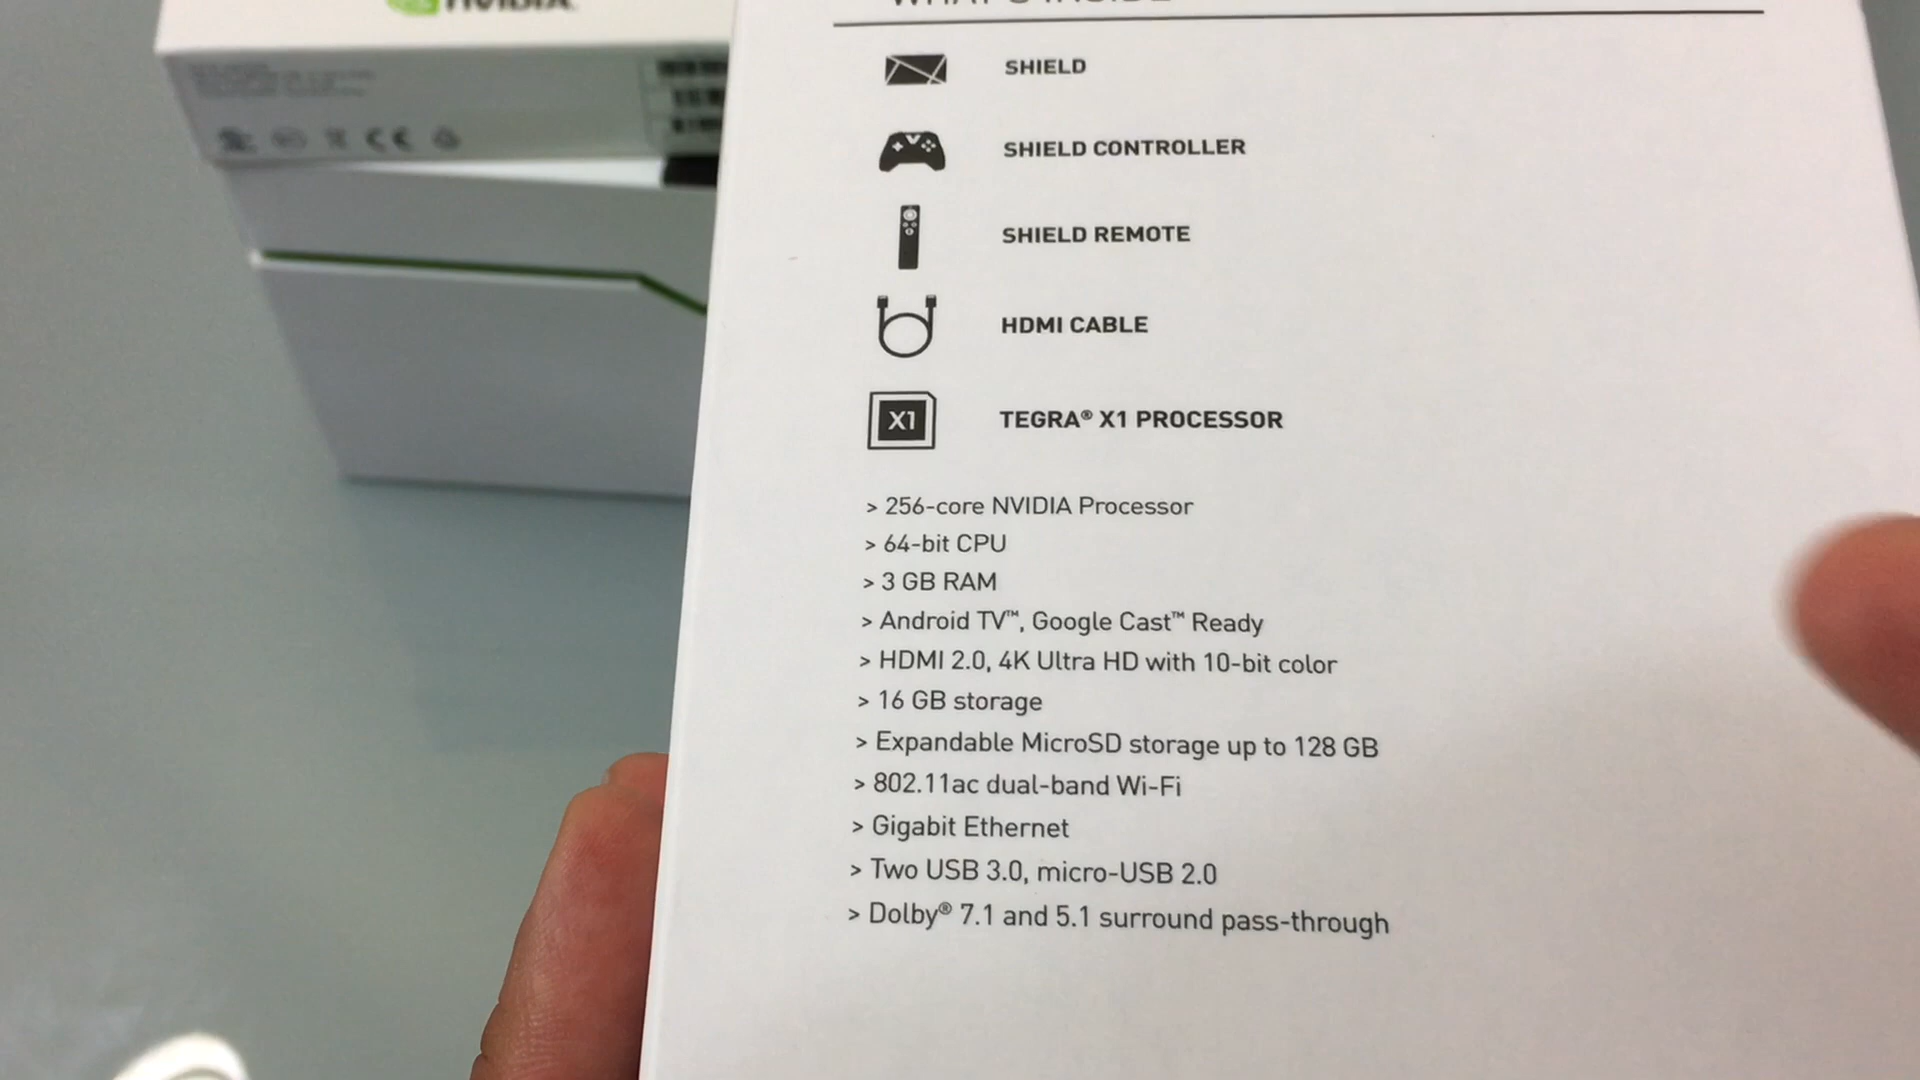 NVIDIA.
WHAT'S INSIDE
SHIELD
SHIELD CONTROLLER
SHIELD REMOTE
HDMI CABLE
X1
TEGRA® X1 PROCESSOR
> 256-core NVIDIA Processor
> 64-bit CPU
> 3 GB RAM
> Android TV™, Google Cast™ Ready
> HDMI 2.0, 4K Ultra HD with 10-bit color
> 16 GB storage
> Expandable MicroSD storage up to 128 GB
> 802.11ac dual-band Wi-Fi
> Gigabit Ethernet
> Two USB 3.0, micro-USB 2.0
> Dolby® 7.1 and 5.1 surround pass-through